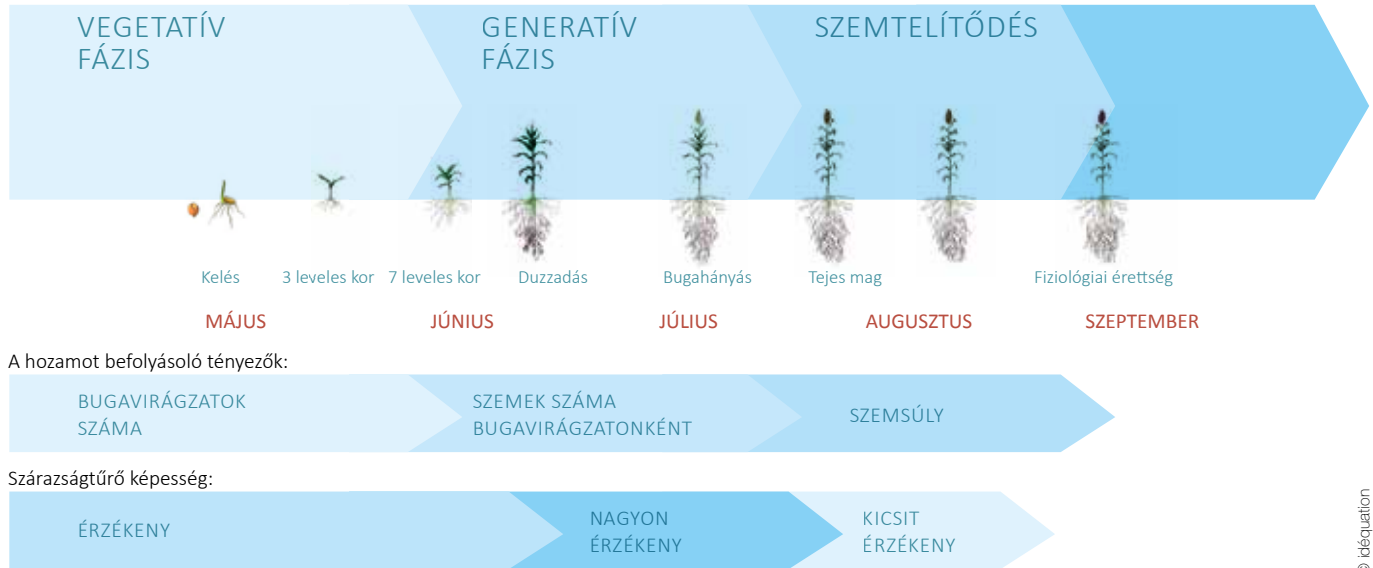 VEGETATÍV
FÁZIS
GENERATÍV
FÁZIS
SZEMTELÍTŐDÉS
Kelés
3 leveles kor
7 leveles kor
Duzzadás
Bugahányás
Tejes mag
Fiziológiai érettség
MÁJUS
JÚNIUS
JÚLIUS
AUGUSZTUS
SZEPTEMBER
A hozamot befolyásoló tényezők:
BUGAVIRÁGZATOK
SZÁMA
SZEMEK SZÁMA
BUGAVIRÁGZATONKÉNT
SZEMSÚLY
Szárazságtűrő képesség:
ÉRZÉKENY
NAGYON
ÉRZÉKENY
KICSIT
ÉRZÉKENY
© idéquation